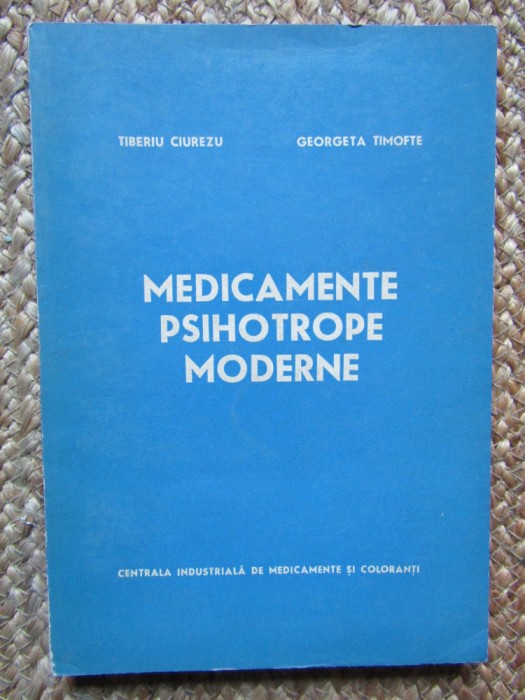 TIBERIU CIUREZU GEORGETA TIMOFTE
MEDICAMENTE
PSIHOTROPE
MODERNE
CENTRALA INDUSTRIALĂ DE MEDICAMENTE ȘI COLORANȚI